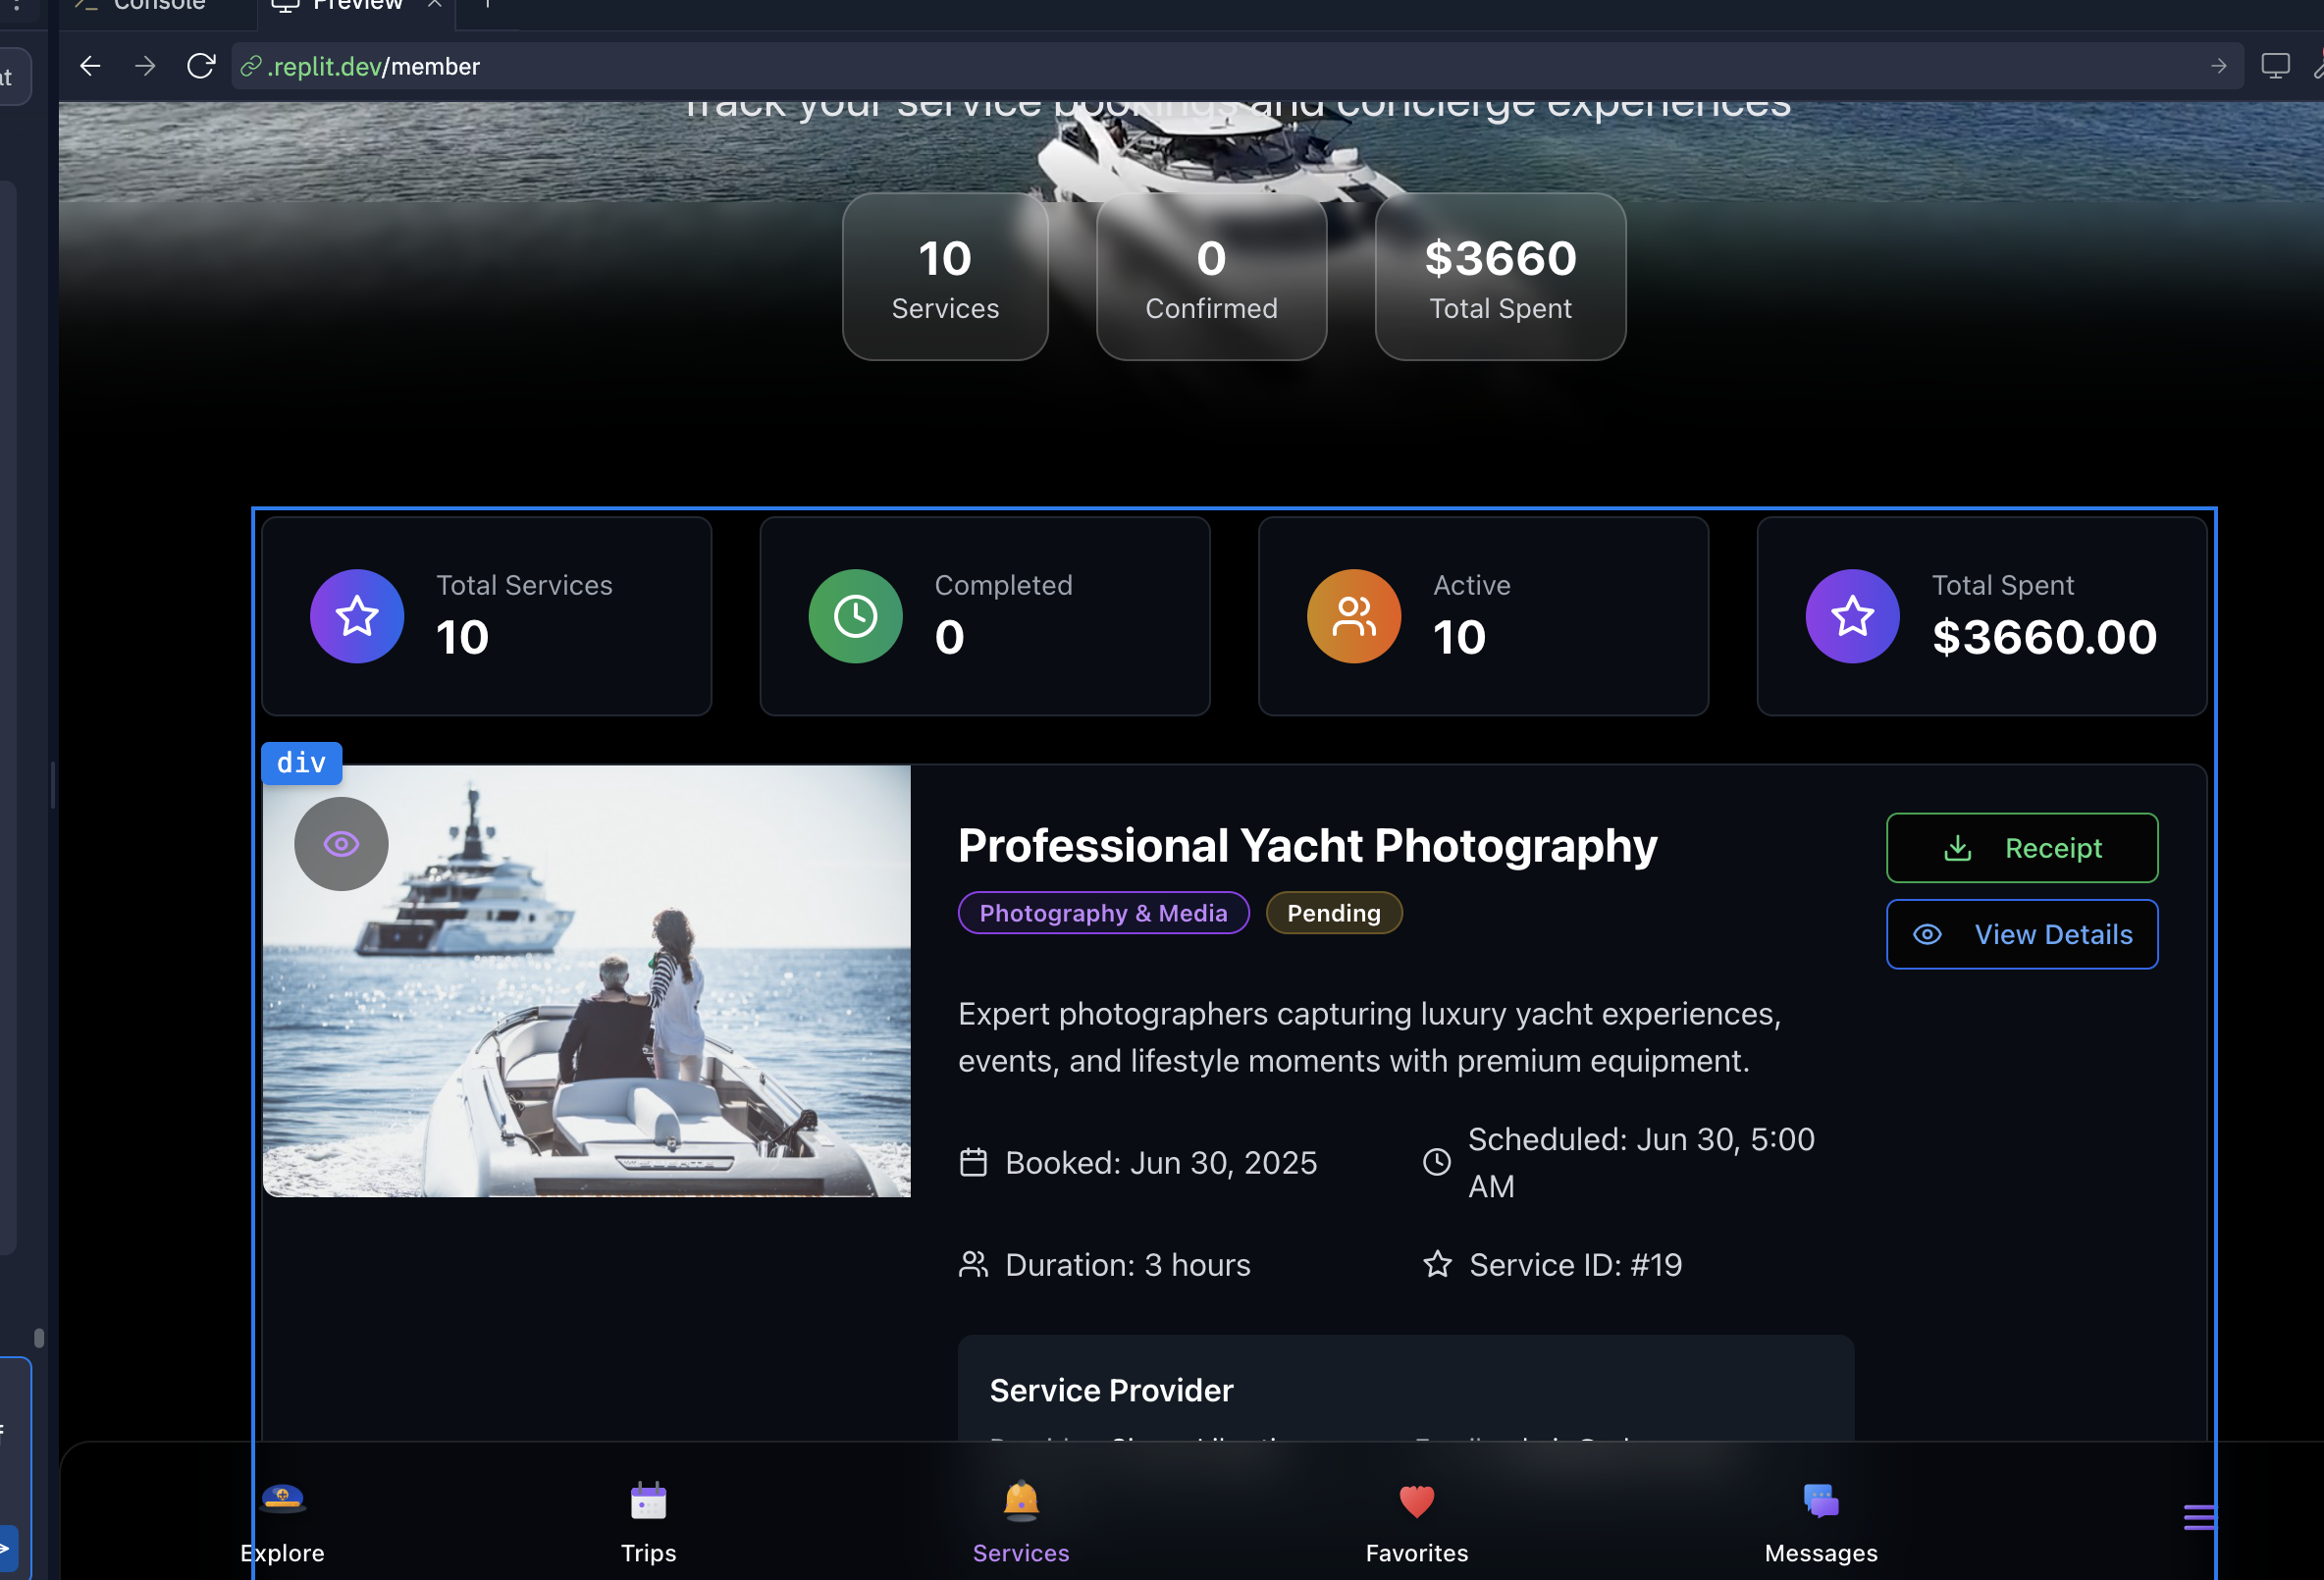 Console
Preview
at
.replit.dev/member
Track your service bookings and concierge experiences
10
Services
0
Confirmed
$3660
Total Spent
Total Services
10
Completed
0
Active
10
Total Spent
$3660.00
div
Professional Yacht Photography
Receipt
Photography & Media
Pending
View Details
Expert photographers capturing luxury yacht experiences,
events, and lifestyle moments with premium equipment.
Booked: Jun 30, 2025
Scheduled: Jun 30, 5:00
AM
Duration: 3 hours
Service ID: #19
Service Provider
Explore
Trips
Services
Favorites
Messages